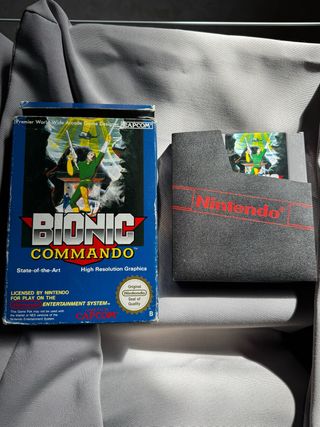 Premier World-Wide Arcade Game Designer
CAPCOM
BIONIC
COMMANDO
State-of-the-Art
High Resolution Graphics
LICENSED BY NINTENDO
FOR PLAY ON THE
ENTERTAINMENT SYSTEM
Original
Nintendo
Seal of
Quality
CAPCOM
B
Nintendo®